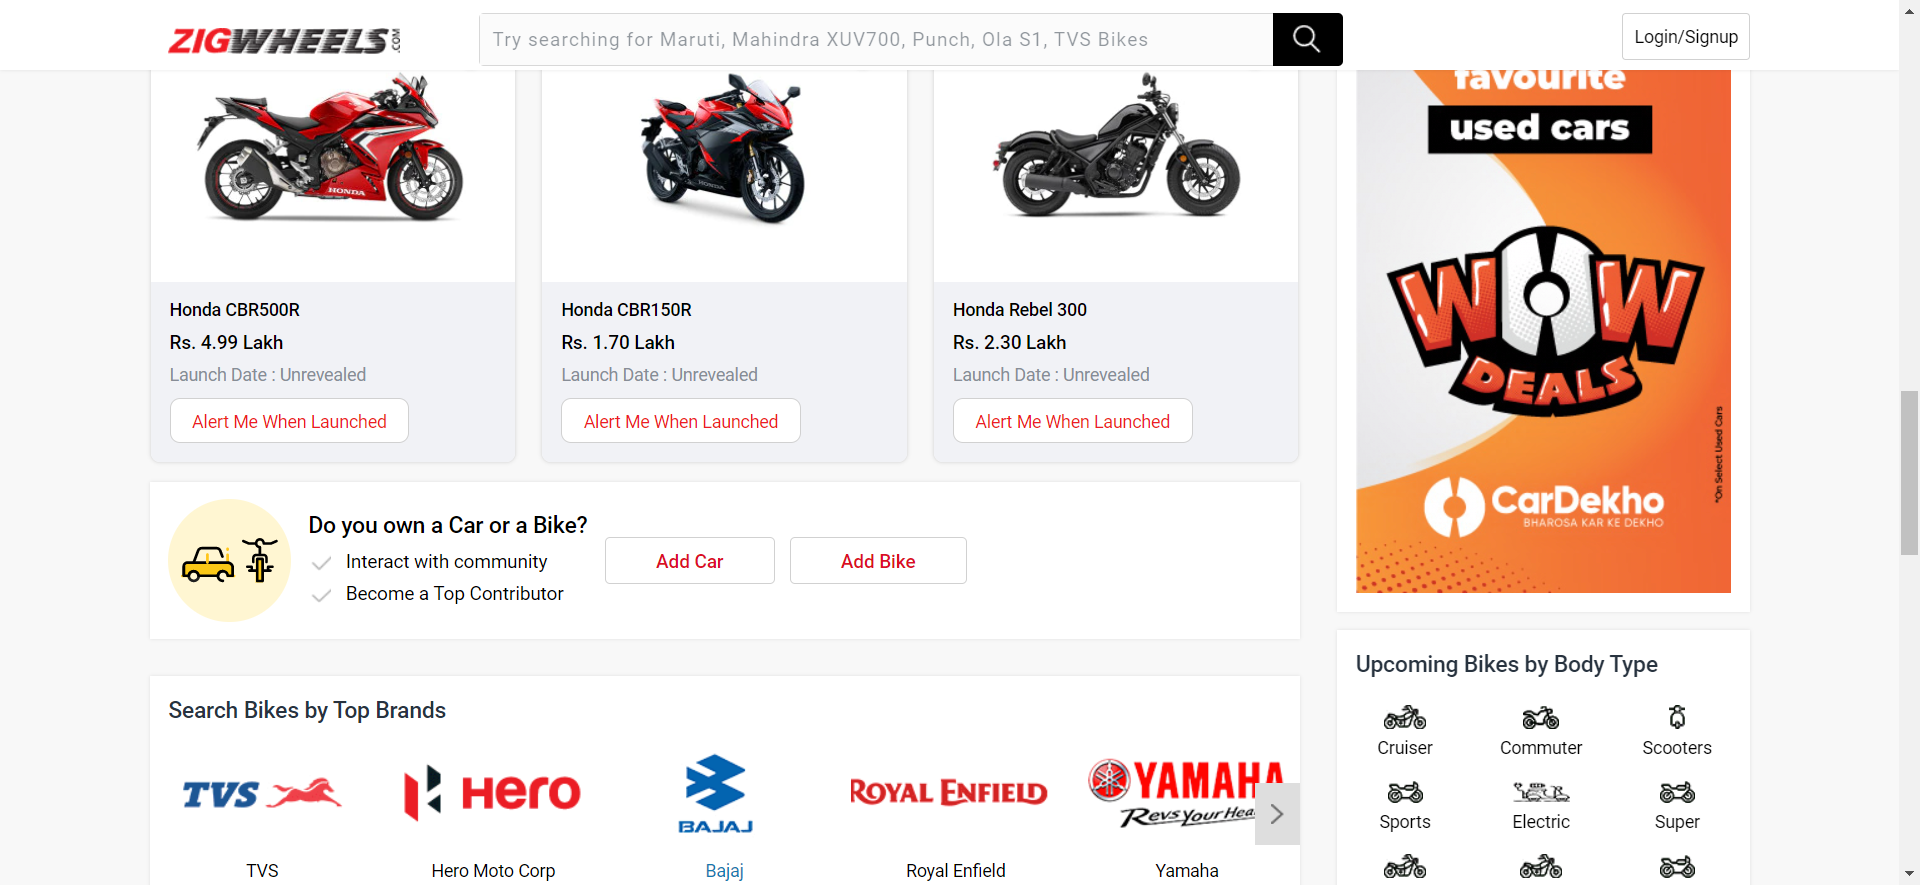 ZIGWHEELS.COM
Try searching for Maruti, Mahindra XUV700, Punch, Ola S1, TVS Bikes
Login/Signup
HONDA
HONDA
Honda CBR500R
Rs. 4.99 Lakh
Launch Date : Unrevealed
Alert Me When Launched
Honda CBR150R
Rs. 1.70 Lakh
Launch Date : Unrevealed
Alert Me When Launched
Honda Rebel 300
Rs. 2.30 Lakh
Launch Date : Unrevealed
Alert Me When Launched
favourite
used cars
WOW
DEALS
*On Select Used Cars
CarDekho
BHAROSA KAR KE DEKHO
Do you own a Car or a Bike?
Interact with community
Become a Top Contributor
Add Car
Add Bike
Search Bikes by Top Brands
TVS
Hero
BAJAJ
ROYAL ENFIELD
YAMAHA
Revs Your Hea
TVS
Hero Moto Corp
Bajaj
Royal Enfield
Yamaha
Upcoming Bikes by Body Type
Cruiser
Commuter
Scooters
Sports
Electric
Super